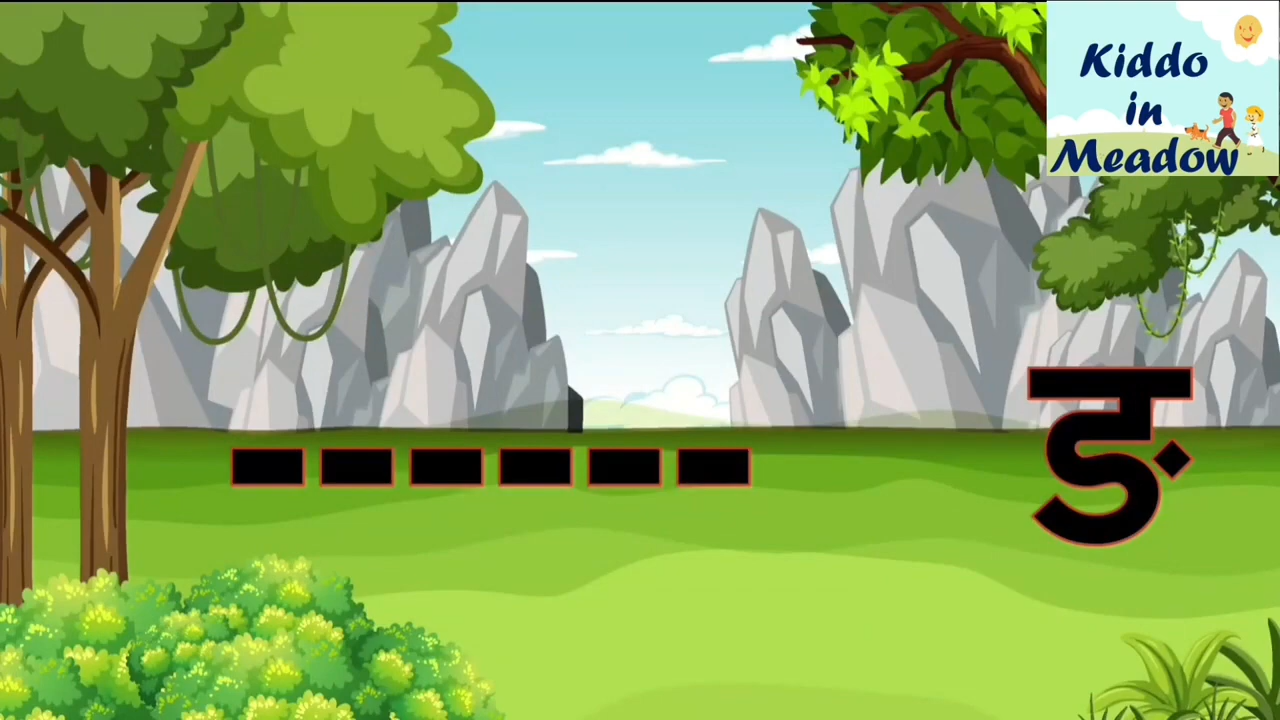 Kiddo
in
Meadow
------ ङ